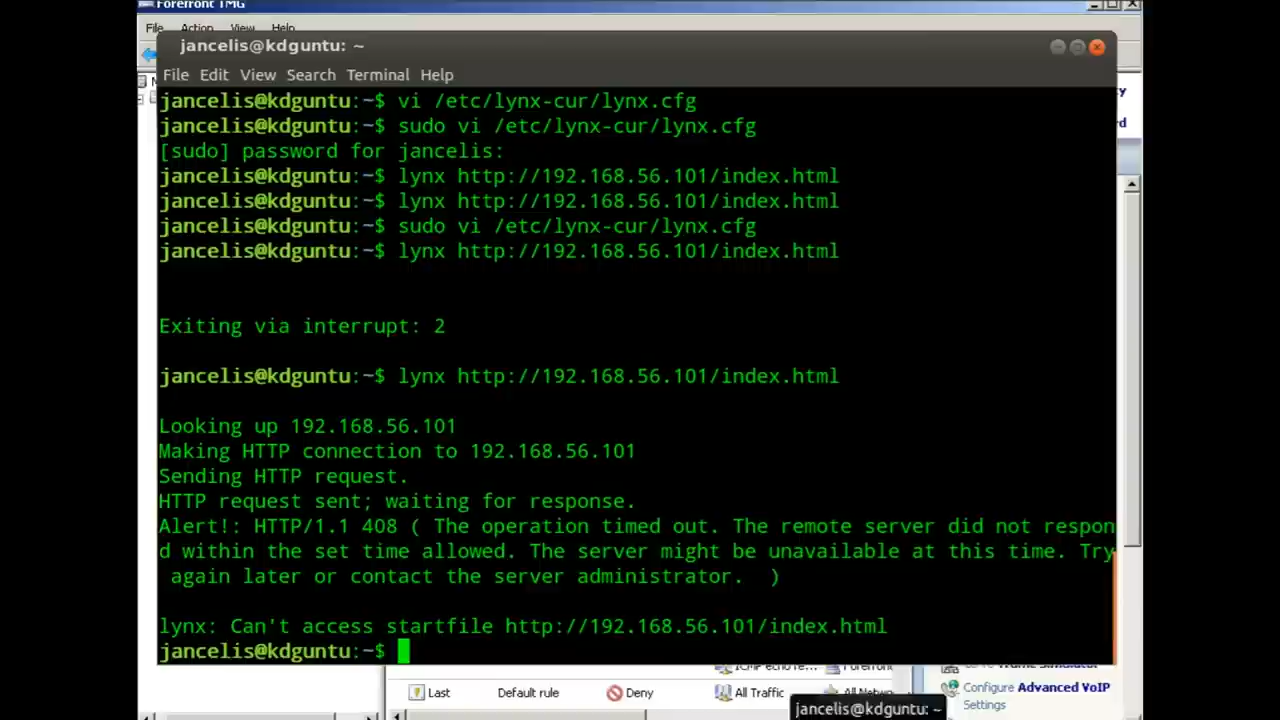 Forefront TMG
File Action View Help
jancelis@kdguntu: ~
File Edit View Search Terminal Help
jancelis@kdguntu:~$ vi /etc/lynx-cur/lynx.cfg
jancelis@kdguntu:~$ sudo vi /etc/lynx-cur/lynx.cfg
[sudo] password for jancelis:
jancelis@kdguntu:~$ lynx http://192.168.56.101/index.html
jancelis@kdguntu:~$ lynx http://192.168.56.101/index.html
jancelis@kdguntu:~$ sudo vi /etc/lynx-cur/lynx.cfg
jancelis@kdguntu:~$ lynx http://192.168.56.101/index.html
Exiting via interrupt: 2
jancelis@kdguntu:~$ lynx http://192.168.56.101/index.html
Looking up 192.168.56.101
Making HTTP connection to 192.168.56.101
Sending HTTP request.
HTTP request sent; waiting for response.
Alert!: HTTP/1.1 408 ( The operation timed out. The remote server did not respon
d within the set time allowed. The server might be unavailable at this time. Try
again later or contact the server administrator.  )
lynx: Can't access startfile http://192.168.56.101/index.html
jancelis@kdguntu:~$
Last Default rule Deny All Traffic
Configure Advanced VoIP
Settings
jancelis@kdguntu: ~